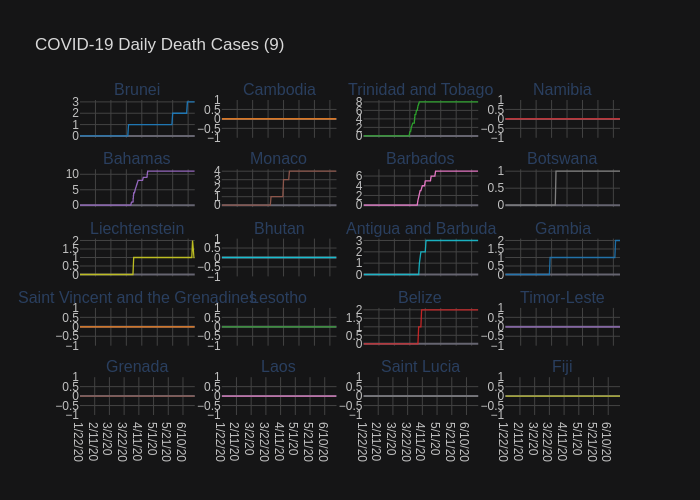 COVID-19 Daily Death Cases (9)
Brunei Cambodia Trinidad and Tobago Namibia
3 2 1 0
1 0.5 0 −0.5 −1
8 6 4 2 0
1 0.5 0 −0.5 −1
Bahamas Monaco Barbados Botswana
10 5 0
4 3 2 1 0
6 4 2 0
1 0.5 0
Liechtenstein Bhutan Antigua and Barbuda Gambia
2 1.5 1 0.5 0
1 0.5 0 −0.5 −1
3 2 1 0
2 1.5 1 0.5 0
Saint Vincent and the Grenadines Lesotho Belize Timor-Leste
1 0.5 0 −0.5 −1
1 0.5 0 −0.5 −1
2 1.5 1 0.5 0
1 0.5 0 −0.5 −1
Grenada Laos Saint Lucia Fiji
1 0.5 0 −0.5 −1
1 0.5 0 −0.5 −1
1 0.5 0 −0.5 −1
1 0.5 0 −0.5 −1
1/22/20 2/11/20 3/2/20 3/22/20 4/11/20 5/1/20 5/21/20 6/10/20
1/22/20 2/11/20 3/2/20 3/22/20 4/11/20 5/1/20 5/21/20 6/10/20
1/22/20 2/11/20 3/2/20 3/22/20 4/11/20 5/1/20 5/21/20 6/10/20
1/22/20 2/11/20 3/2/20 3/22/20 4/11/20 5/1/20 5/21/20 6/10/20